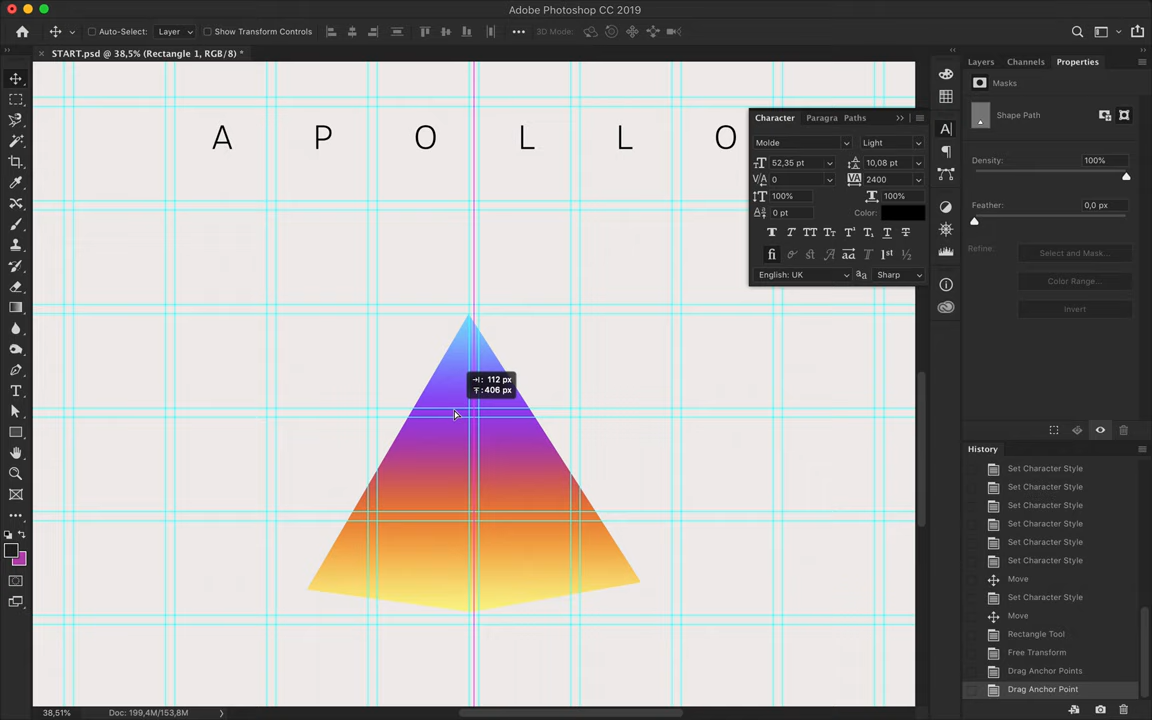 Adobe Photoshop CC 2019
Auto-Select: Layer Show Transform Controls 3D Mode:
START.psd @ 38,5% (Rectangle 1, RGB/8) *
Layers Channels Properties
Masks
Shape Path
Density: 100%
Feather: 0,0 px
Refine:
Select and Mask...
Color Range...
Invert
A P O L L O
Character Paragra Paths
Molde Light
52,35 pt 10,08 pt
0 2400
100% 100%
0 pt Color:
English: UK Sharp
112 px
406 px
History
Set Character Style
Set Character Style
Set Character Style
Set Character Style
Set Character Style
Set Character Style
Move
Set Character Style
Move
Rectangle Tool
Free Transform
Drag Anchor Points
Drag Anchor Point
38,51% Doc: 199,4M/153,8M